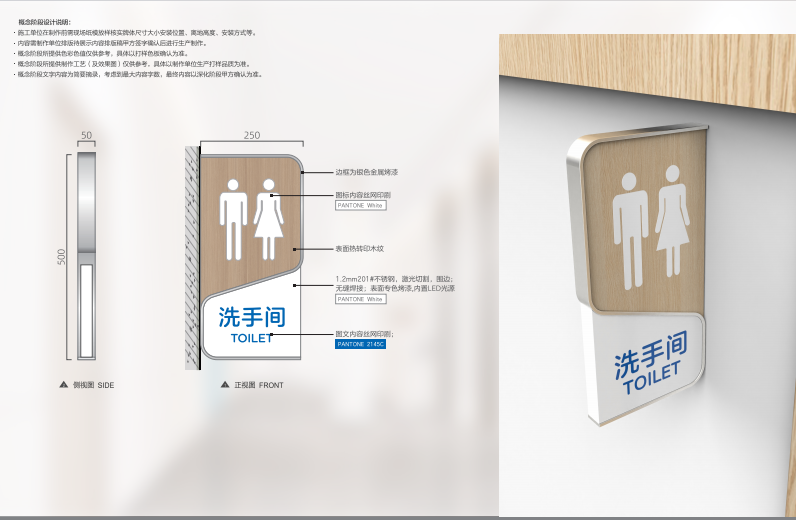 概念阶段设计说明：
· 施工单位在制作前需现场纸模放样核实牌体尺寸大小安装位置，离地高度、安装方式等。
· 内容需制作单位排版待展示内容排版稿甲方签字确认后进行生产制作。
· 概念阶段所提供色彩色值仅供参考，具体以打样色板确认为准。
· 概念阶段所提供制作工艺（及效果图）仅供参考，具体以制作单位生产打样品质为准。
· 概念阶段文字内容为简要摘录，考虑到最大内容字数，最终内容以深化阶段甲方确认为准。
50
250
500
边框为银色金属烤漆
图标内容丝网印刷
PANTONE White
表面热转印木纹
1.2mm201#不锈钢、激光切割，围边；
无缝焊接；表面专色烤漆,内置LED光源
PANTONE White
图文内容丝网印刷；
PANTONE 2145C
洗手间
TOILET
侧视图 SIDE
正视图 FRONT
洗手间
TOILET